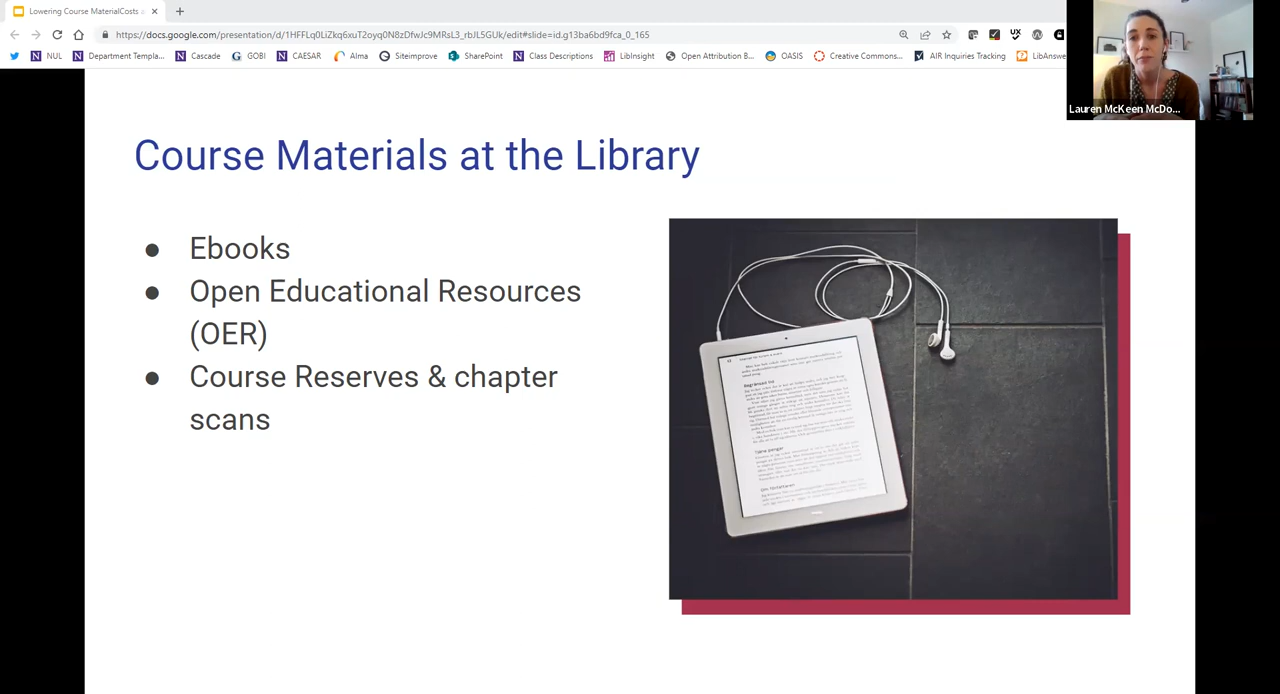 Lowering Course MaterialCosts a
https://docs.google.com/presentation/d/1HFFLq0LiZkq6xuT2oyq0N8zDfwJc9MRsL3_rbJL5GUk/edit#slide=id.g13ba6bd9fca_0_165
NUL Department Templa... Cascade GOBI CAESAR Alma Siteimprove SharePoint Class Descriptions LibInsight Open Attribution B... OASIS Creative Commons... AIR Inquiries Tracking LibAnswe
Lauren McKeen McDo...
Course Materials at the Library
● Ebooks
● Open Educational Resources
(OER)
● Course Reserves & chapter
scans